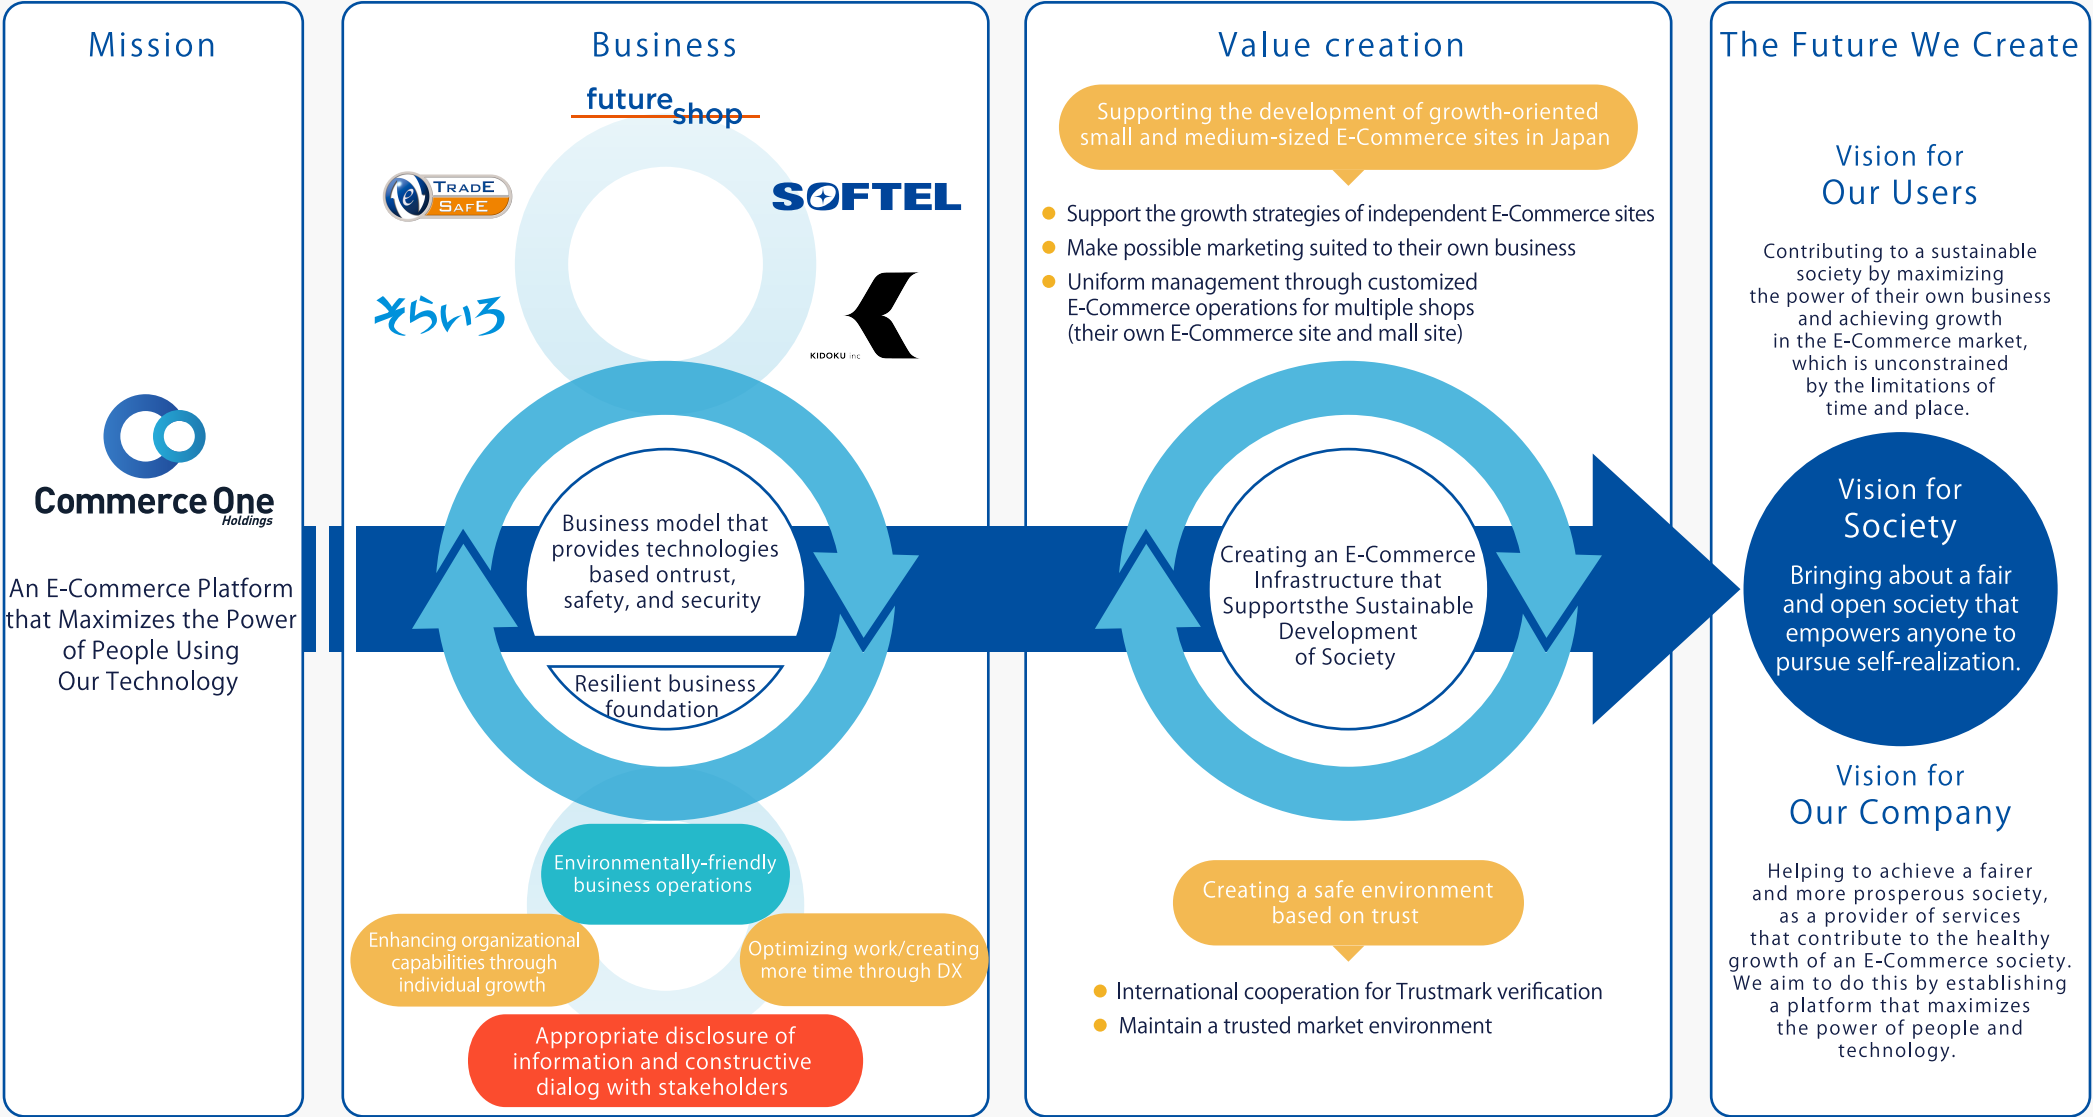 Mission
Commerce One
Holdings
An E-Commerce Platform
that Maximizes the Power
of People Using
Our Technology
Business
future
shop
e TRADE
SAFE
SOFTEL
そらいろ
KIDOKU inc
Business model that
provides technologies
based ontrust,
safety, and security
Resilient business
foundation
Environmentally-friendly
business operations
Enhancing organizational
capabilities through
individual growth
Optimizing work/creating
more time through DX
Appropriate disclosure of
information and constructive
dialog with stakeholders
Value creation
Supporting the development of growth-oriented
small and medium-sized E-Commerce sites in Japan
● Support the growth strategies of independent E-Commerce sites
● Make possible marketing suited to their own business
● Uniform management through customized
E-Commerce operations for multiple shops
(their own E-Commerce site and mall site)
Creating an E-Commerce
Infrastructure that
Supportsthe Sustainable
Development
of Society
Creating a safe environment
based on trust
● International cooperation for Trustmark verification
● Maintain a trusted market environment
The Future We Create
Vision for
Our Users
Contributing to a sustainable
society by maximizing
the power of their own business
and achieving growth
in the E-Commerce market,
which is unconstrained
by the limitations of
time and place.
Vision for
Society
Bringing about a fair
and open society that
empowers anyone to
pursue self-realization.
Vision for
Our Company
Helping to achieve a fairer
and more prosperous society,
as a provider of services
that contribute to the healthy
growth of an E-Commerce society.
We aim to do this by establishing
a platform that maximizes
the power of people and
technology.